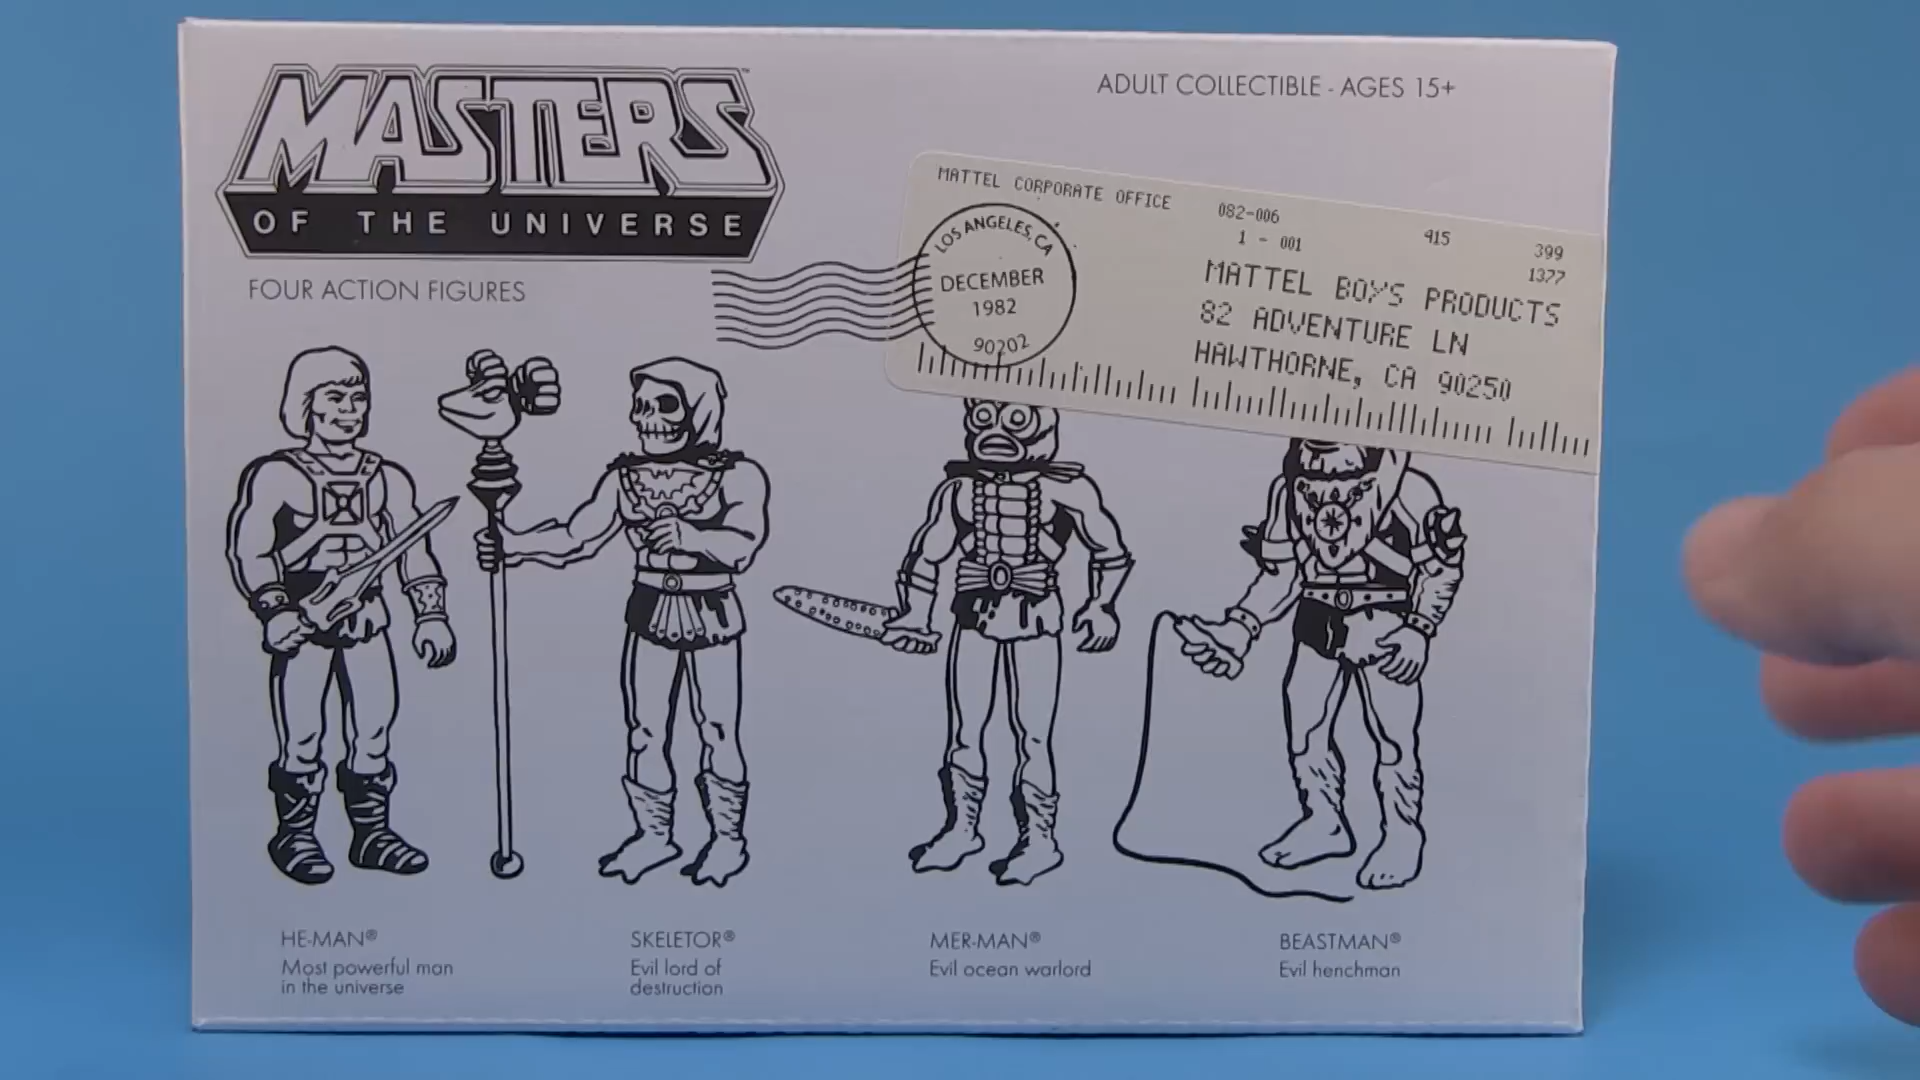 MASTERS™
OF THE UNIVERSE
FOUR ACTION FIGURES
ADULT COLLECTIBLE - AGES 15+
MATTEL CORPORATE OFFICE
082-006
1 - 001
415
399
1377
LOS ANGELES, CA
DECEMBER
1982
90202
MATTEL BOYS PRODUCTS
82 ADVENTURE LN
HAWTHORNE, CA 90250
HE-MAN®
Most powerful man
in the universe
SKELETOR®
Evil lord of
destruction
MER-MAN®
Evil ocean warlord
BEASTMAN®
Evil henchman